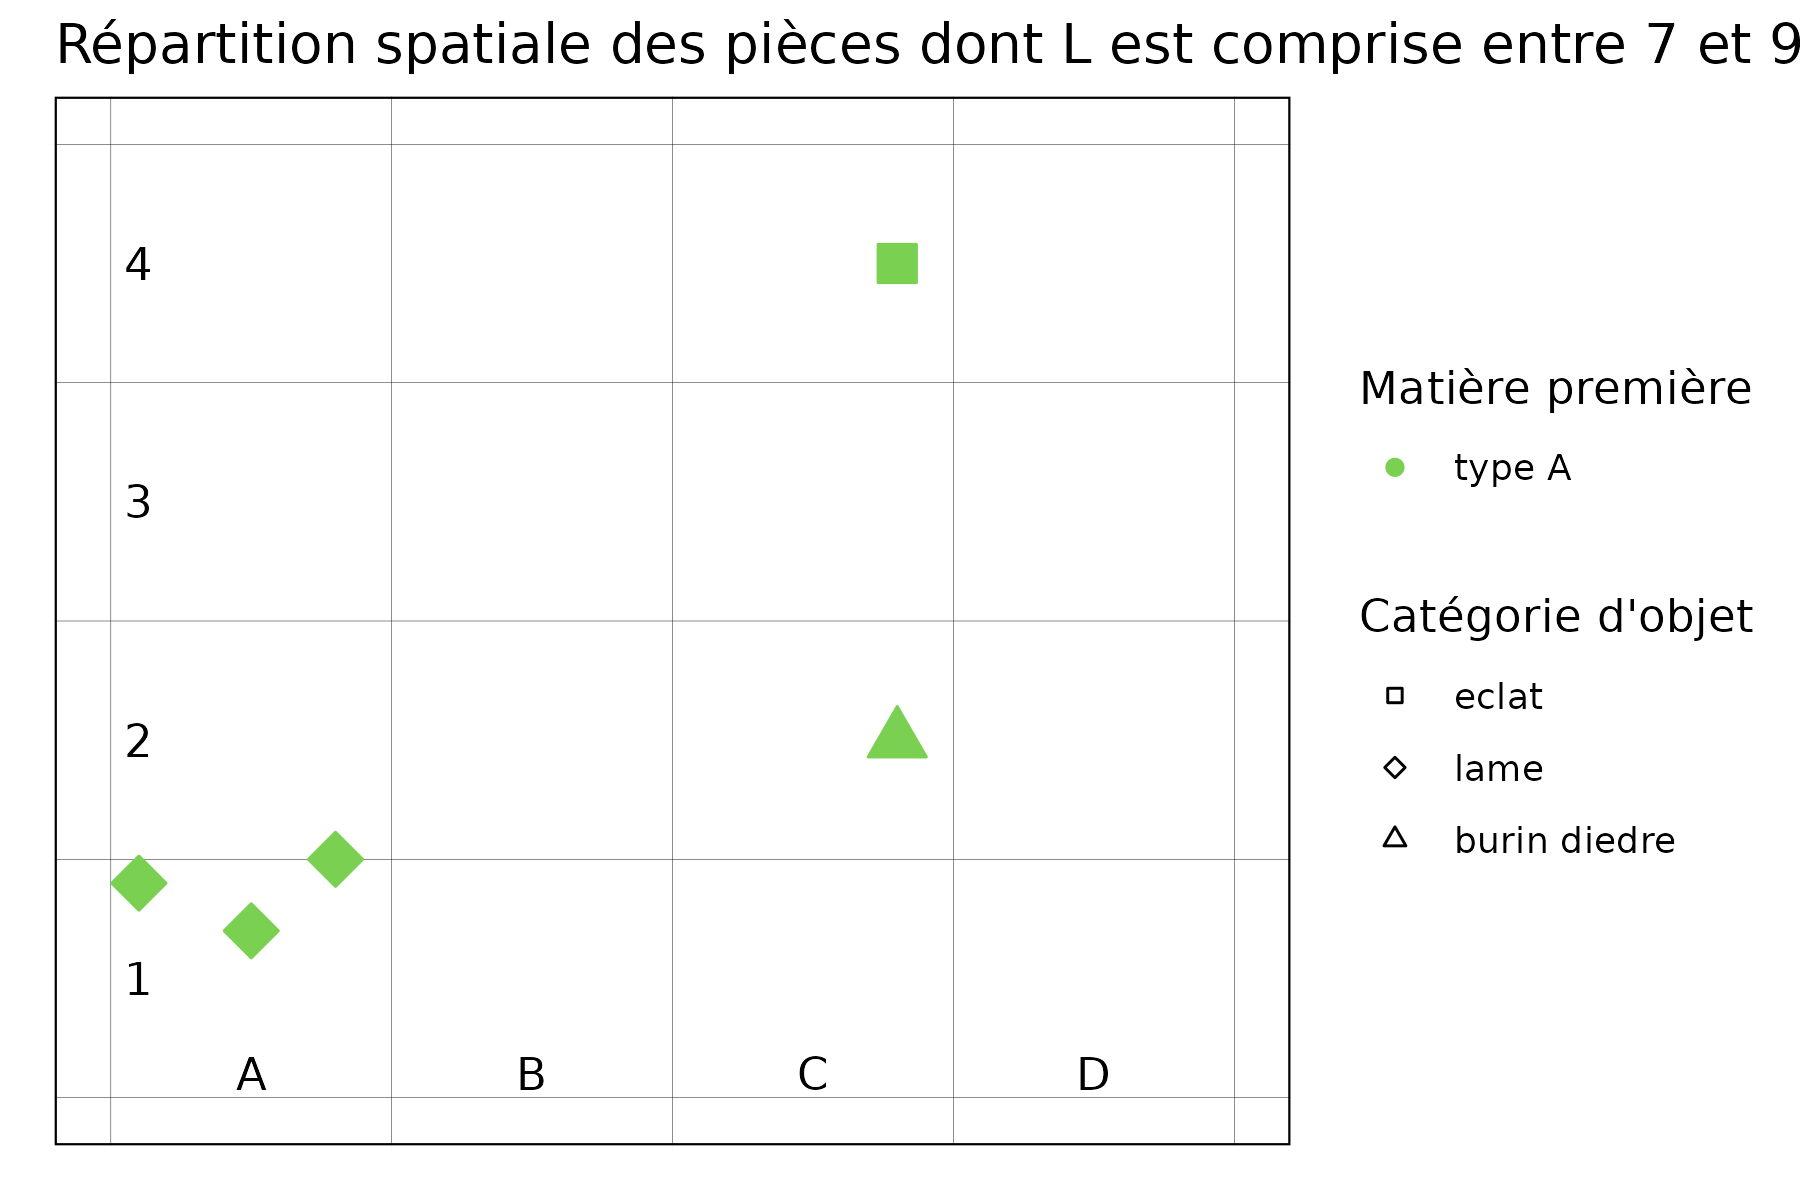 Répartition spatiale des pièces dont L est comprise entre 7 et 9
4
3
2
1
A B C D
Matière première
type A
Catégorie d'objet
eclat
lame
burin diedre